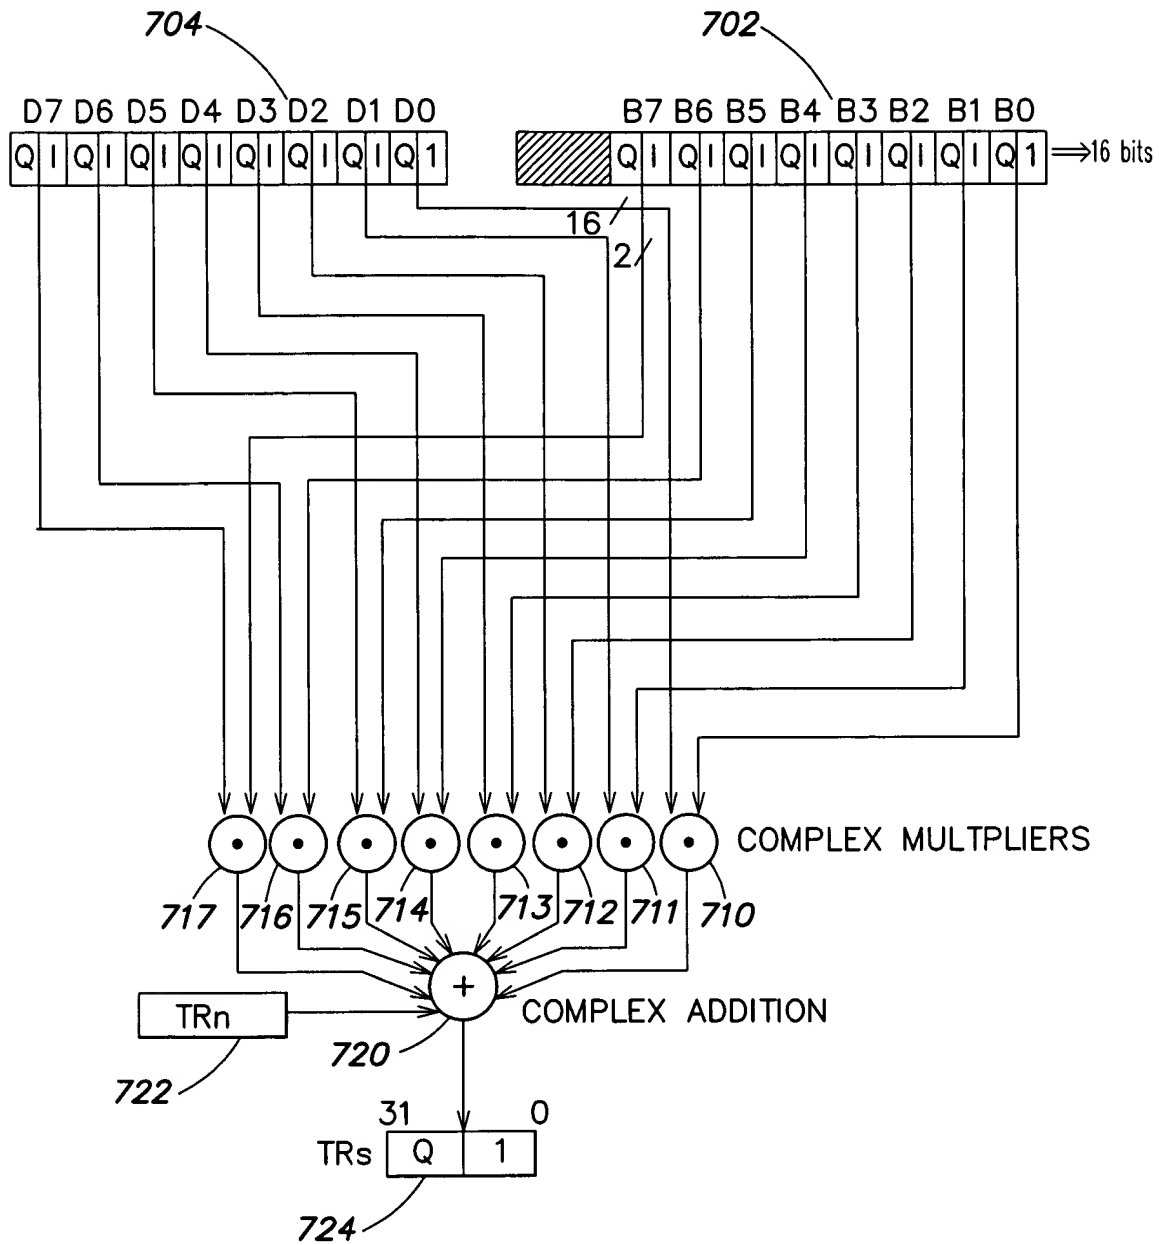 704 702
D7 D6 D5 D4 D3 D2 D1 D0 B7 B6 B5 B4 B3 B2 B1 B0
Q I Q I Q I Q I Q I Q I Q I Q 1 Q I Q I Q I Q I Q I Q I Q I Q 1 ⇒16 bits
16
2
COMPLEX MULTPLIERS
717 716 715 714 713 712 711 710
+
COMPLEX ADDITION
TRn
720
722
31 0
TRs Q 1
724